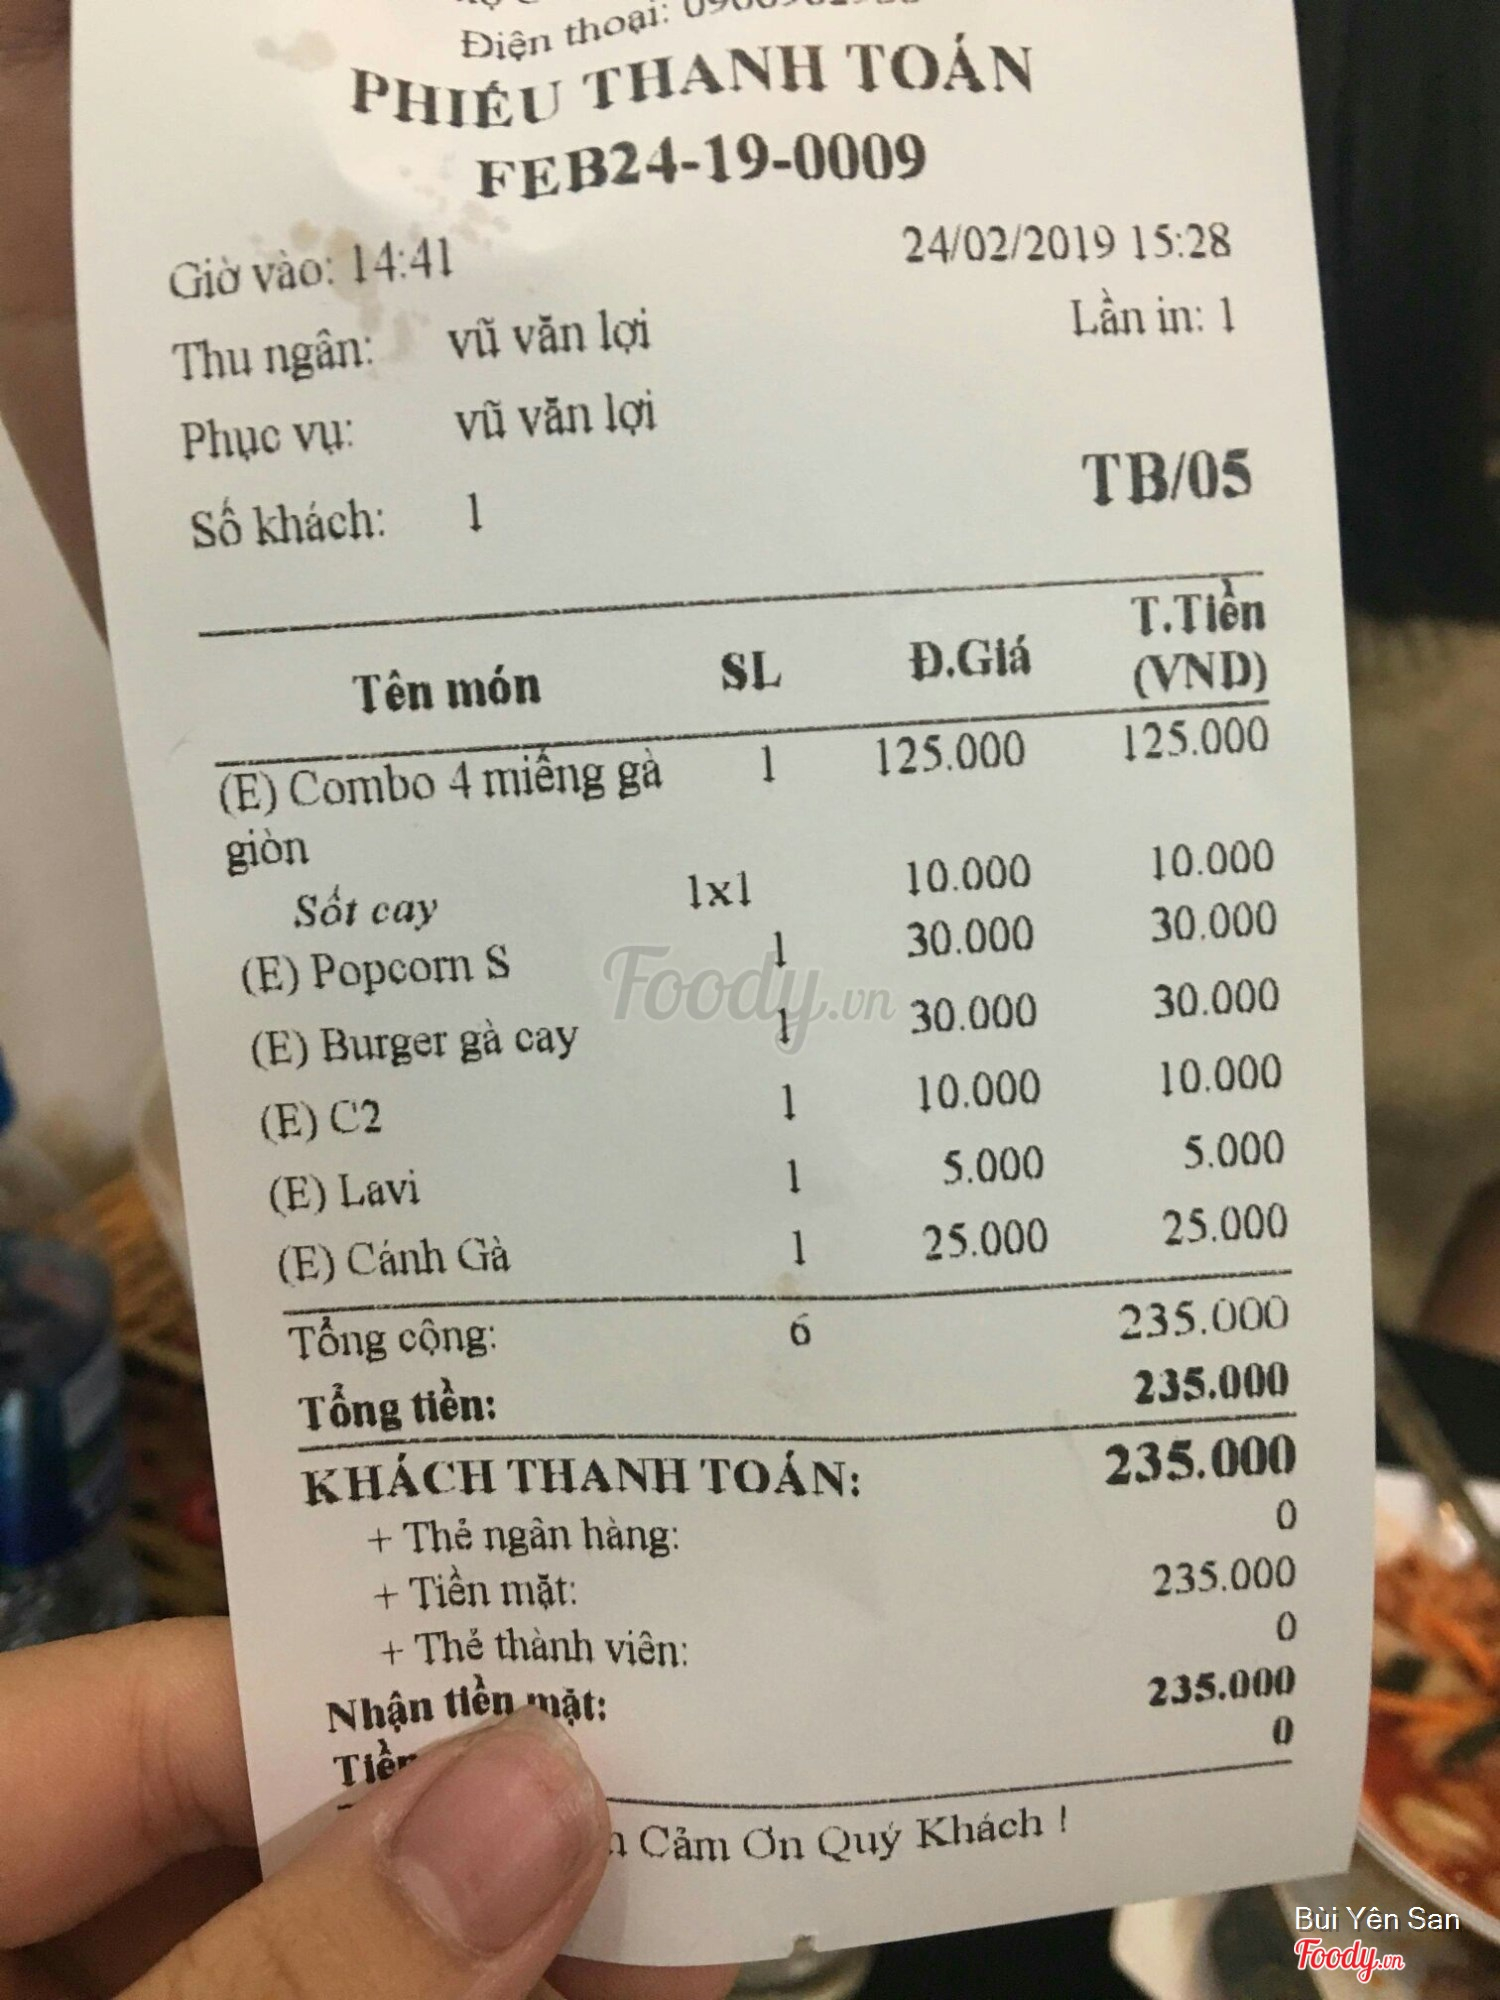 Điện thoại:
PHIẾU THANH TOÁN
FEB24-19-0009
Giờ vào: 14:41 24/02/2019 15:28
Thu ngân: vũ văn lợi Lần in: 1
Phục vụ: vũ văn lợi
Số khách: 1 TB/05
Tên món SL Đ.Giá T.Tiền (VND)
(E) Combo 4 miếng gà 1 125.000 125.000
giòn
Sốt cay 1x1 10.000 10.000
(E) Popcorn S 1 30.000 30.000
(E) Burger gà cay 1 30.000 30.000
(E) C2 1 10.000 10.000
(E) Lavi 1 5.000 5.000
(E) Cánh Gà 1 25.000 25.000
Tổng cộng: 6 235.000
Tổng tiền: 235.000
KHÁCH THANH TOÁN: 235.000
+ Thẻ ngân hàng: 0
+ Tiền mặt: 235.000
+ Thẻ thành viên: 0
Nhận tiền mặt: 235.000
Tiền 0
Cảm Ơn Quý Khách !
Foody.vn
Bùi Yên San
Foody.vn